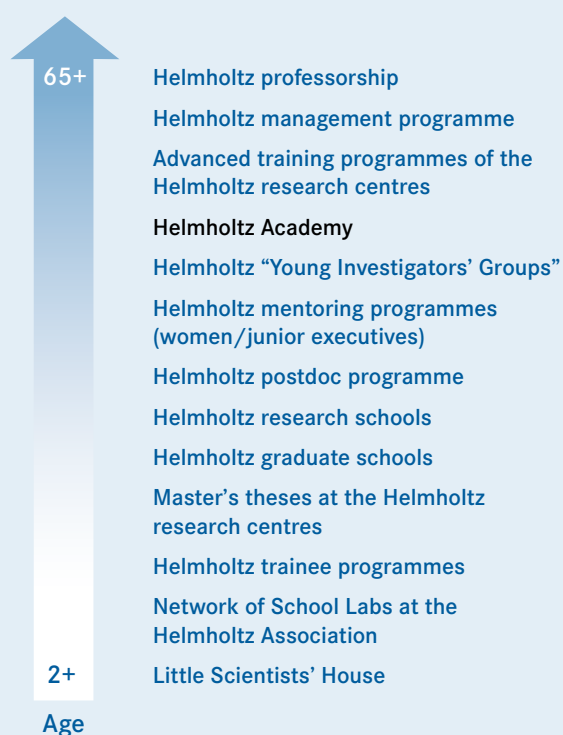 65+
Helmholtz professorship
Helmholtz management programme
Advanced training programmes of the
Helmholtz research centres
Helmholtz Academy
Helmholtz “Young Investigators’ Groups”
Helmholtz mentoring programmes
(women/junior executives)
Helmholtz postdoc programme
Helmholtz research schools
Helmholtz graduate schools
Master’s theses at the Helmholtz
research centres
Helmholtz trainee programmes
Network of School Labs at the
Helmholtz Association
2+
Little Scientists’ House
Age